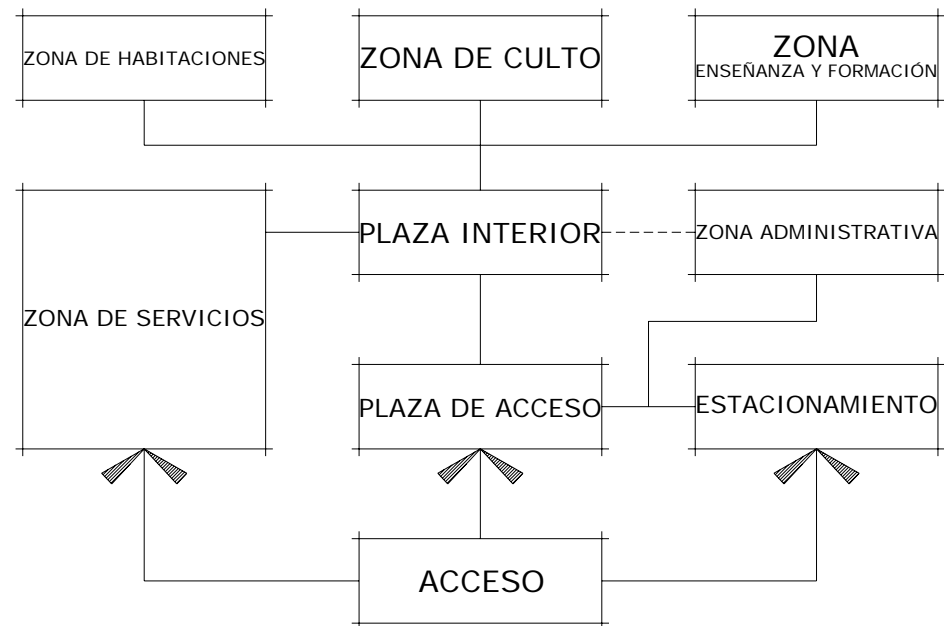 ZONA DE HABITACIONES
ZONA DE CULTO
ZONA
ENSEÑANZA Y FORMACIÓN
PLAZA INTERIOR
ZONA ADMINISTRATIVA
ZONA DE SERVICIOS
PLAZA DE ACCESO
ESTACIONAMIENTO
ACCESO